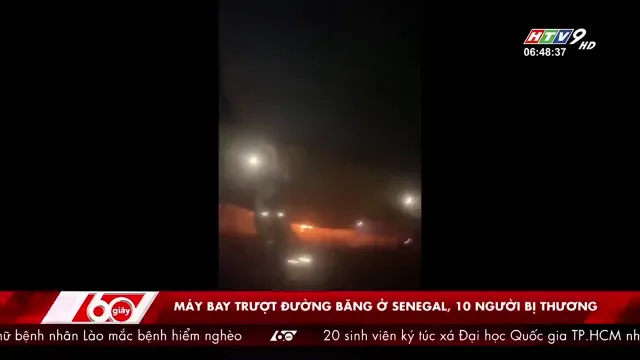 HTV9 HD
06:48:37
60 giây
MÁY BAY TRƯỢT ĐƯỜNG BĂNG Ở SENEGAL, 10 NGƯỜI BỊ THƯƠNG
nữ bệnh nhân Lào mắc bệnh hiểm nghèo 60 giây 20 sinh viên ký túc xá Đại học Quốc gia TP.HCM nh